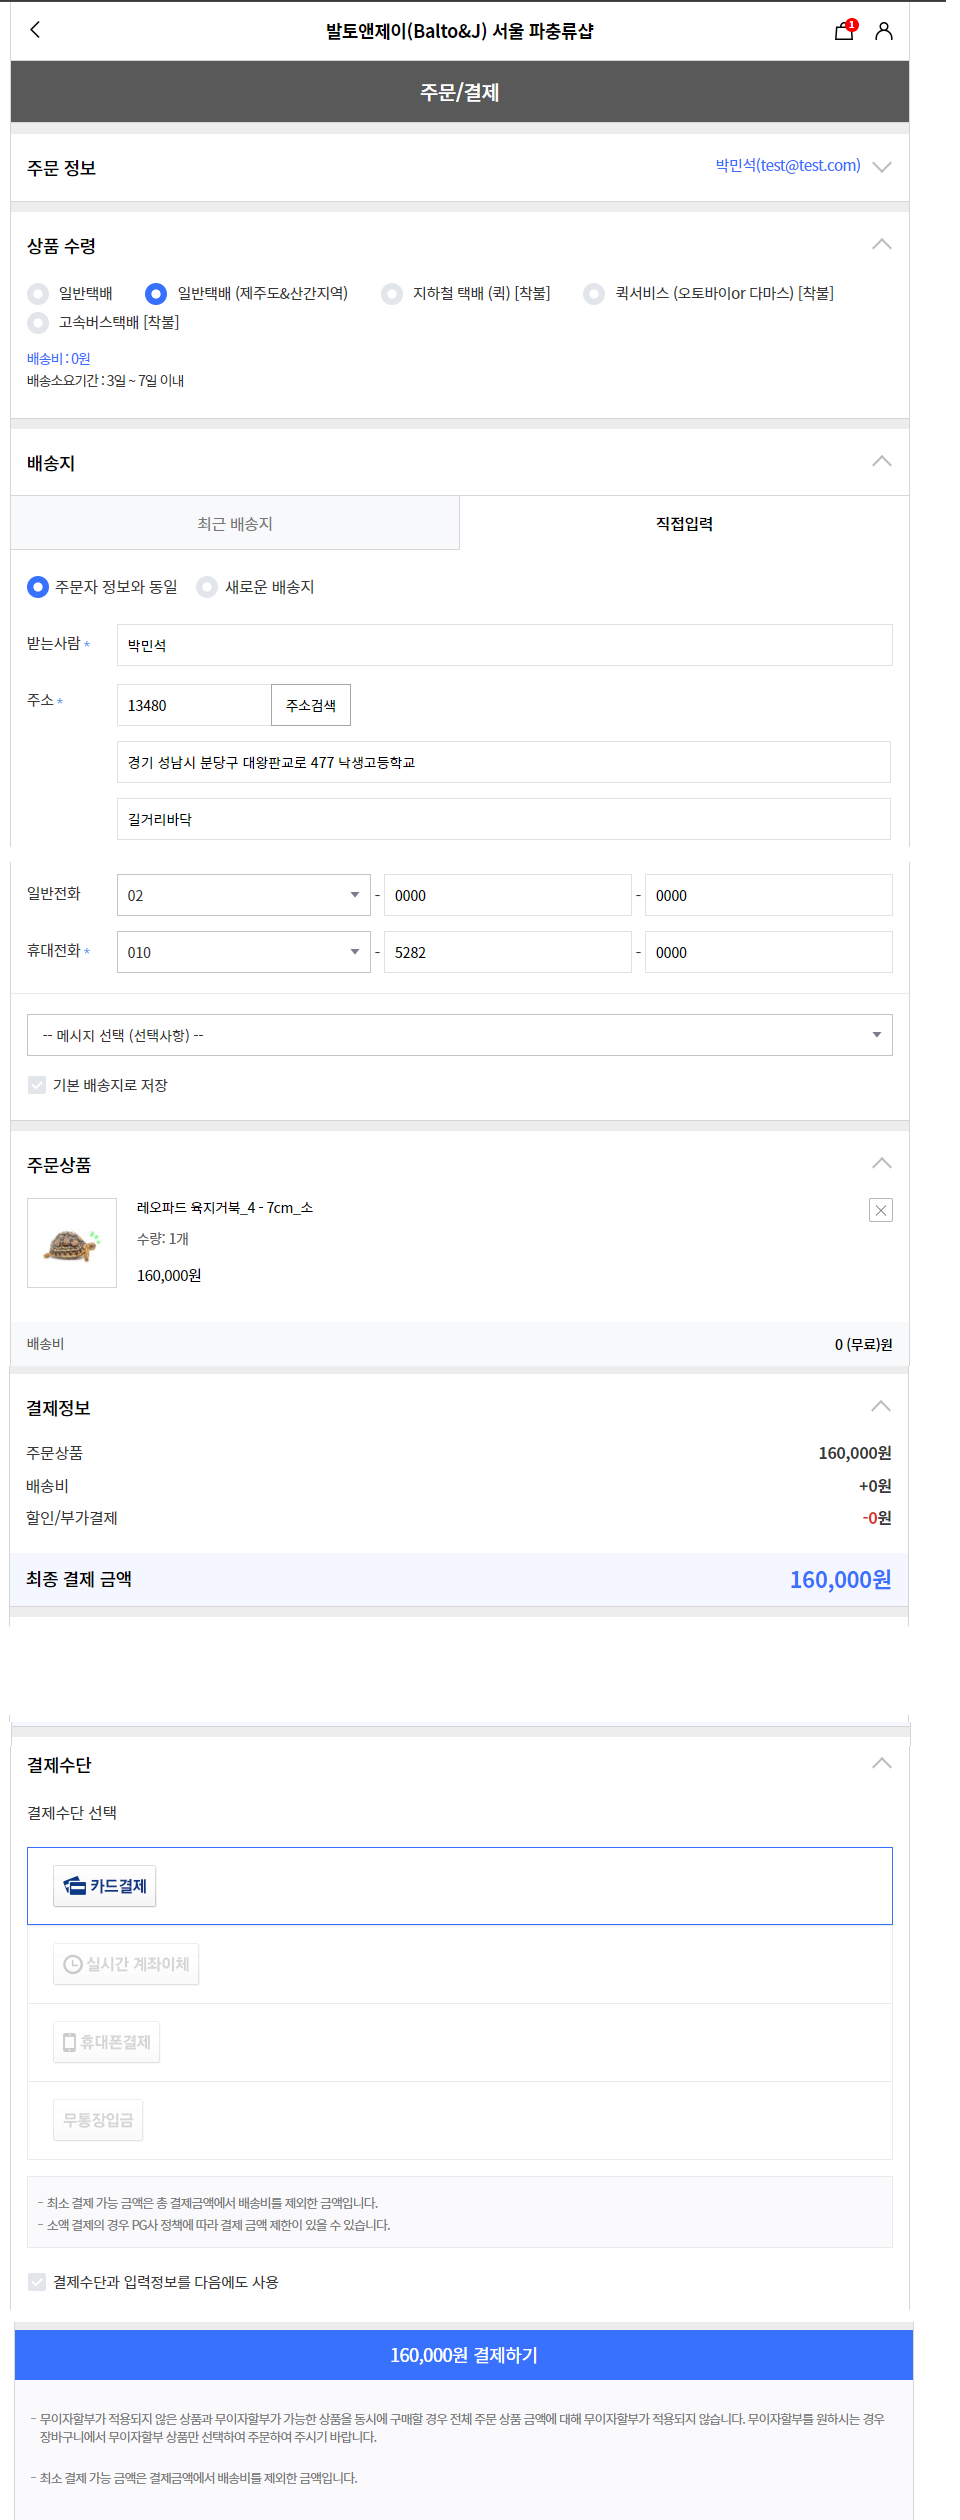 발토앤제이(Balto&J) 서울 파충류샵
1
주문/결제
주문 정보
박민석(test@test.com)
상품 수령
일반택배 일반택배 (제주도&산간지역) 지하철 택배 (퀵) [착불] 퀵서비스 (오토바이or 다마스) [착불]
고속버스택배 [착불]
배송비 : 0원
배송소요기간 : 3일 ~ 7일 이내
배송지
최근 배송지 직접입력
주문자 정보와 동일 새로운 배송지
받는사람 * 박민석
주소 * 13480 주소검색
경기 성남시 분당구 대왕판교로 477 낙생고등학교
길거리바닥
일반전화 02 - 0000 - 0000
휴대전화 * 010 - 5282 - 0000
-- 메시지 선택 (선택사항) --
기본 배송지로 저장
주문상품
레오파드 육지거북_4 - 7cm_소
수량: 1개
160,000원
배송비 0 (무료)원
결제정보
주문상품 160,000원
배송비 +0원
할인/부가결제 -0원
최종 결제 금액 160,000원
결제수단
결제수단 선택
카드결제
실시간 계좌이체
휴대폰결제
무통장입금
- 최소 결제 가능 금액은 총 결제금액에서 배송비를 제외한 금액입니다.
- 소액 결제의 경우 PG사 정책에 따라 결제 금액 제한이 있을 수 있습니다.
결제수단과 입력정보를 다음에도 사용
160,000원 결제하기
- 무이자할부가 적용되지 않은 상품과 무이자할부가 가능한 상품을 동시에 구매할 경우 전체 주문 상품 금액에 대해 무이자할부가 적용되지 않습니다. 무이자할부를 원하시는 경우
장바구니에서 무이자할부 상품만 선택하여 주문하여 주시기 바랍니다.
- 최소 결제 가능 금액은 결제금액에서 배송비를 제외한 금액입니다.